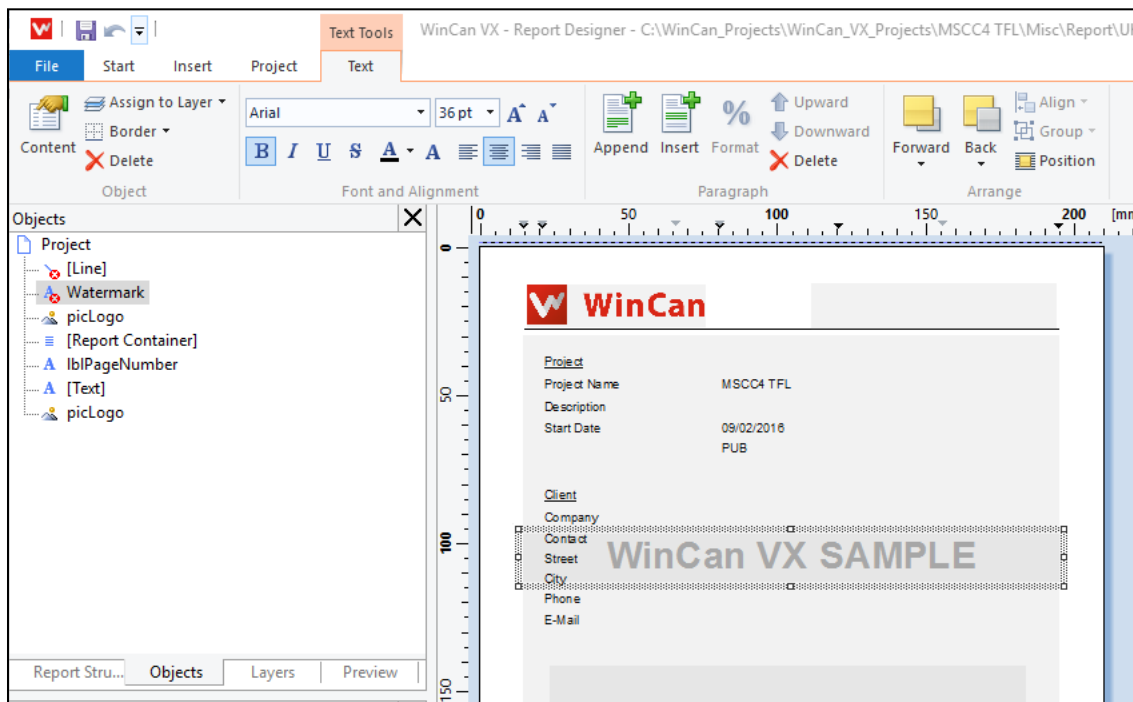 Text Tools WinCan VX - Report Designer - C:\WinCan_Projects\WinCan_VX_Projects\MSCC4 TFL\Misc\Report\
File Start Insert Project Text
Content Assign to Layer Border Delete
Arial 36 pt A A
B I U S A A
Append Insert Format Upward Downward Delete
Forward Back Align Group Position
Object Font and Alignment Paragraph Arrange
Objects
Project
[Line]
Watermark
picLogo
[Report Container]
lblPageNumber
[Text]
picLogo
Report Stru... Objects Layers Preview
0 50 100 150 200
0
50
100
150
WinCan
Project
Project Name MSCC4 TFL
Description
Start Date 09/02/2016
PUB
Client
Company
Contact
Street
City
Phone
E-Mail
WinCan VX SAMPLE